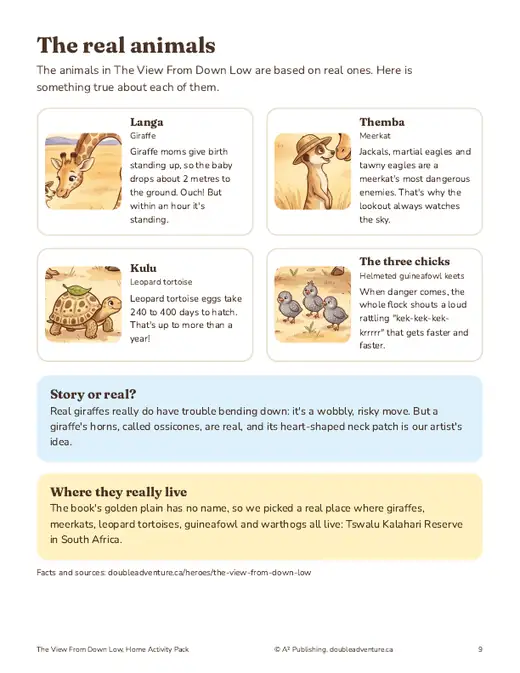 The real animals
The animals in The View From Down Low are based on real ones. Here is
something true about each of them.
Langa
Giraffe
Giraffe moms give birth
standing up, so the baby
drops about 2 metres to
the ground. Ouch! But
within an hour it's
standing.
Themba
Meerkat
Jackals, martial eagles and
tawny eagles are a
meerkat's most dangerous
enemies. That's why the
lookout always watches
the sky.
Kulu
Leopard tortoise
Leopard tortoise eggs take
240 to 400 days to hatch.
That's up to more than a
year!
The three chicks
Helmeted guineafowl keets
When danger comes, the
whole flock shouts a loud
rattling "kek-kek-kek-
krrrrr" that gets faster and
faster.
Story or real?
Real giraffes really do have trouble bending down: it's a wobbly, risky move. But a
giraffe's horns, called ossicones, are real, and its heart-shaped neck patch is our artist's
idea.
Where they really live
The book's golden plain has no name, so we picked a real place where giraffes,
meerkats, leopard tortoises, guineafowl and warthogs all live: Tswalu Kalahari Reserve
in South Africa.
Facts and sources: doubleadventure.ca/heroes/the-view-from-down-low
The View From Down Low, Home Activity Pack
© A² Publishing, doubleadventure.ca
9